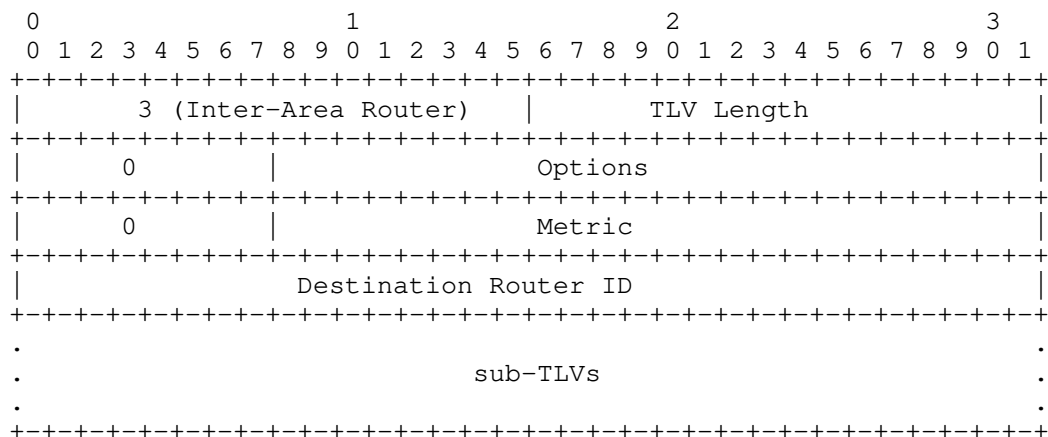 0                   1                   2                   3
 0 1 2 3 4 5 6 7 8 9 0 1 2 3 4 5 6 7 8 9 0 1 2 3 4 5 6 7 8 9 0 1
+-+-+-+-+-+-+-+-+-+-+-+-+-+-+-+-+-+-+-+-+-+-+-+-+-+-+-+-+-+-+-+-+
|       3 (Inter-Area Router)   |       TLV Length              |
+-+-+-+-+-+-+-+-+-+-+-+-+-+-+-+-+-+-+-+-+-+-+-+-+-+-+-+-+-+-+-+-+
|      0        |                Options                        |
+-+-+-+-+-+-+-+-+-+-+-+-+-+-+-+-+-+-+-+-+-+-+-+-+-+-+-+-+-+-+-+-+
|      0        |                Metric                         |
+-+-+-+-+-+-+-+-+-+-+-+-+-+-+-+-+-+-+-+-+-+-+-+-+-+-+-+-+-+-+-+-+
|                 Destination Router ID                         |
+-+-+-+-+-+-+-+-+-+-+-+-+-+-+-+-+-+-+-+-+-+-+-+-+-+-+-+-+-+-+-+-+
.                                                               .
.                            sub-TLVs                           .
.                                                               .
+-+-+-+-+-+-+-+-+-+-+-+-+-+-+-+-+-+-+-+-+-+-+-+-+-+-+-+-+-+-+-+-+